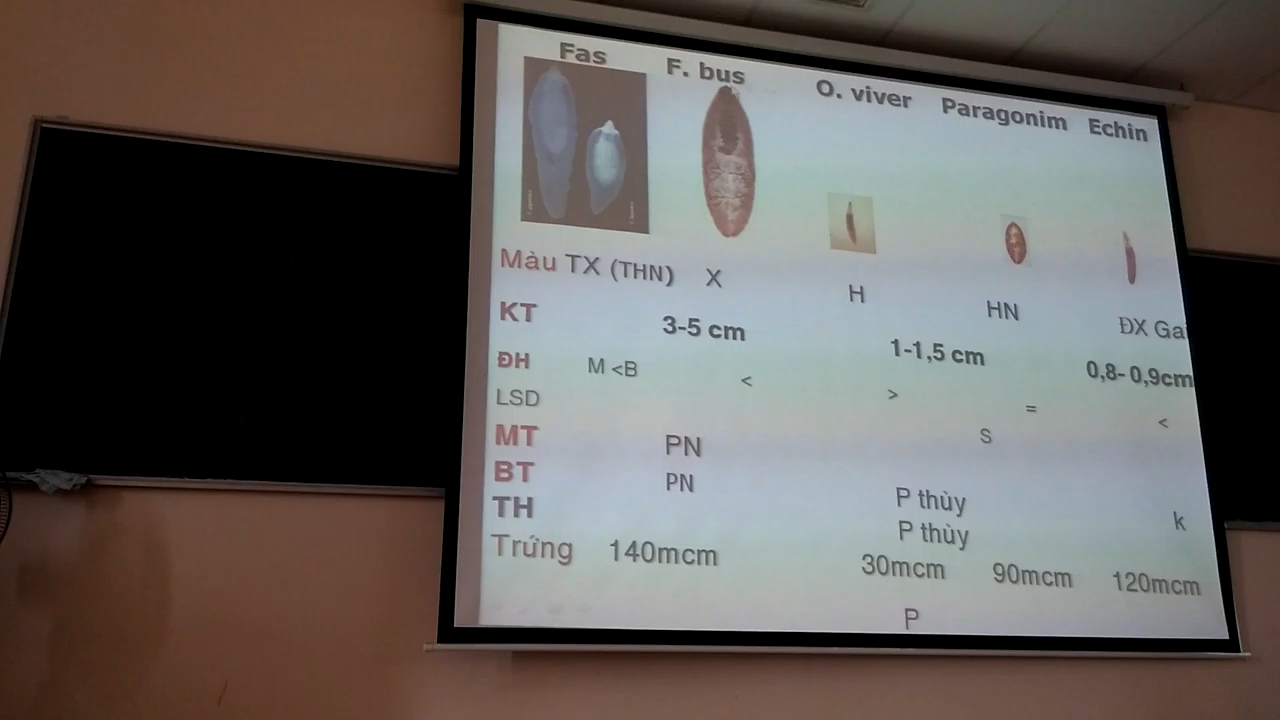 Fas F. bus O. viver Paragonim Echin
Màu TX (THN) X H HN ĐX Gai
KT 3-5 cm 1-1,5 cm 0,8- 0,9cm
ĐH M <B < > = <
LSD S
MT PN
BT PN P thùy k
TH P thùy
Trứng 140mcm 30mcm 90mcm 120mcm
P